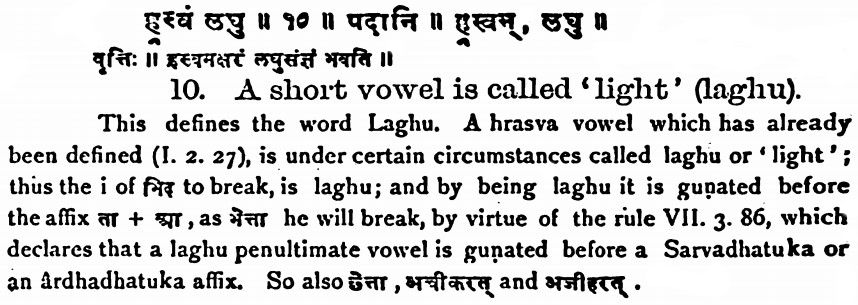 ह्रस्वं लघु ॥ १० ॥ पदानि ॥ ह्रस्वम्, लघु ॥
वृत्तिः ॥ ह्रस्वमक्षरं लघुसंज्ञं भवति ॥
10. A short vowel is called ‘light’ (laghu).
This defines the word Laghu. A hrasva vowel which has already
been defined (I. 2. 27), is under certain circumstances called laghu or ‘light’;
thus the i of भिद् to break, is laghu; and by being laghu it is guṇated before
the affix ता + आ, as भेत्ता he will break, by virtue of the rule VII. 3. 86, which
declares that a laghu penultimate vowel is guṇated before a Sarvadhatuka or
an ârdhadhatuka affix. So also छेत्ता, अचीकरत् and अजीहरत्.